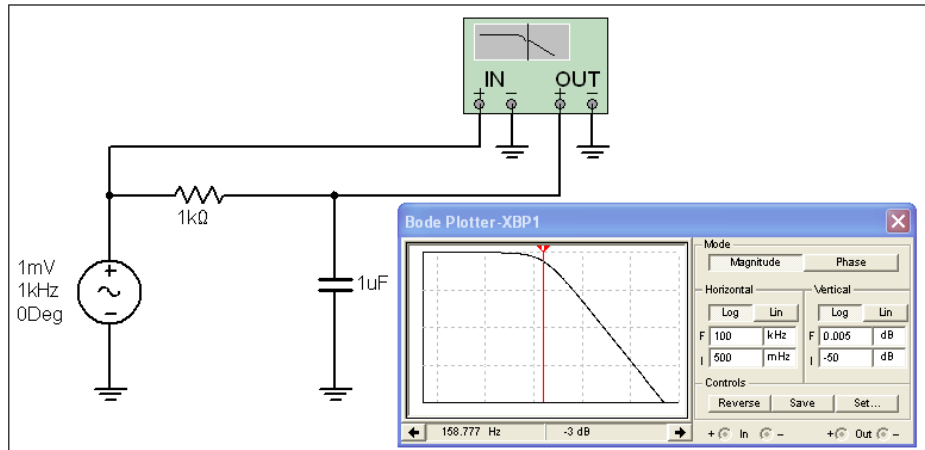 IN OUT
+ − + −
1kΩ
1mV
1kHz
0Deg
+
−
1uF
Bode Plotter-XBP1
Mode
Magnitude Phase
Horizontal Vertical
Log Lin Log Lin
F 100 kHz F 0.005 dB
I 500 mHz I -50 dB
Controls
Reverse Save Set...
158.777 Hz -3 dB
+ In − + Out −